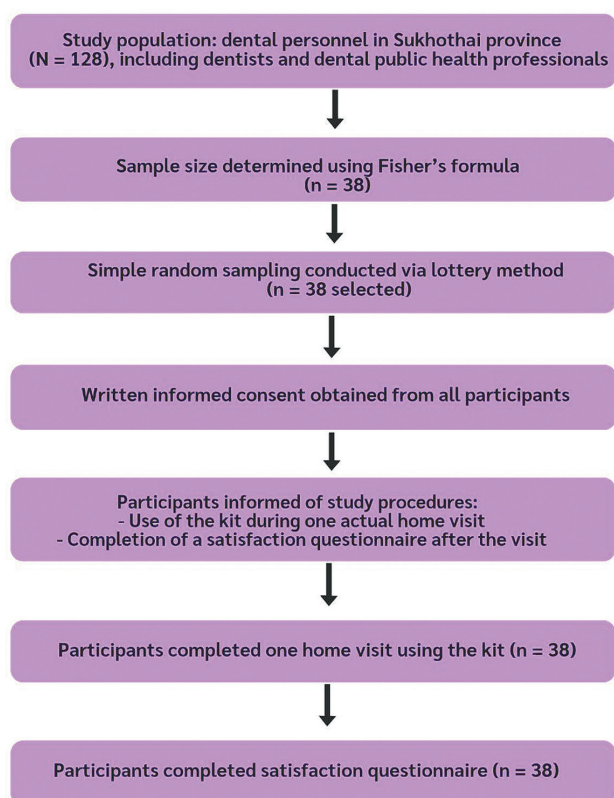 Study population: dental personnel in Sukhothai province
(N = 128), including dentists and dental public health professionals
Sample size determined using Fisher's formula
(n = 38)
Simple random sampling conducted via lottery method
(n = 38 selected)
Written informed consent obtained from all participants
Participants informed of study procedures:
- Use of the kit during one actual home visit
- Completion of a satisfaction questionnaire after the visit
Participants completed one home visit using the kit (n = 38)
Participants completed satisfaction questionnaire (n = 38)